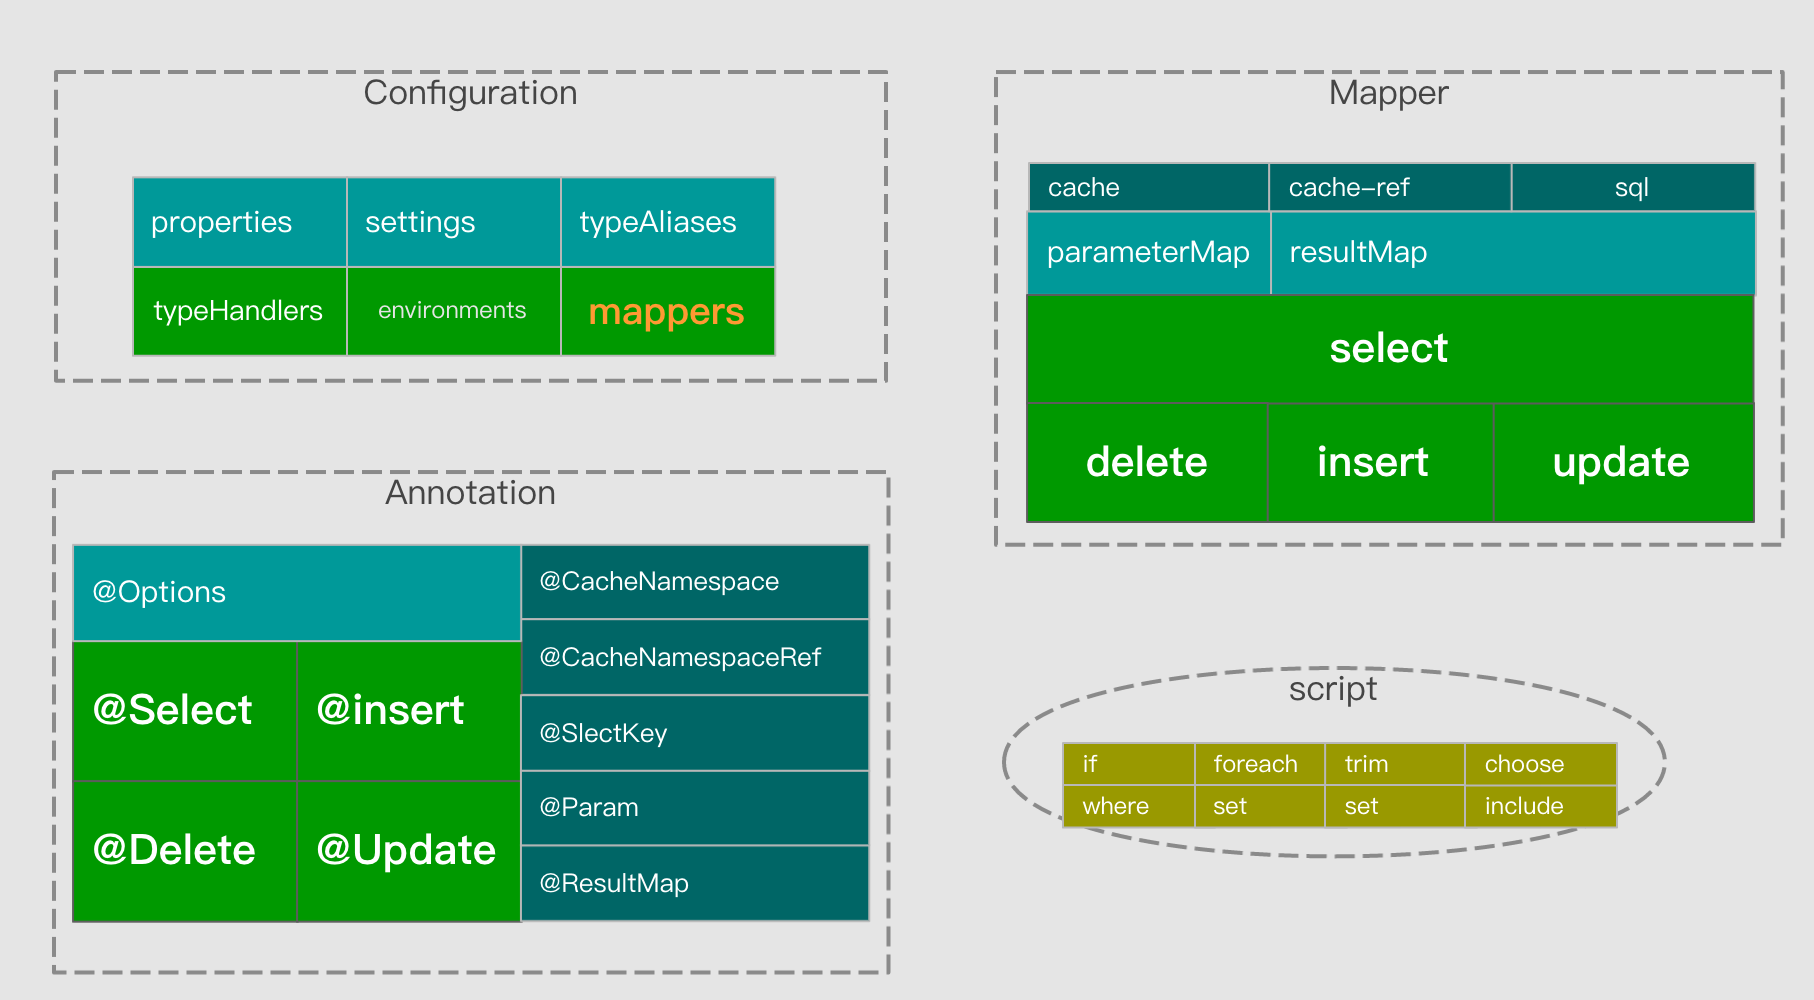 Configuration
properties settings typeAliases
typeHandlers environments mappers
Mapper
cache cache-ref sql
parameterMap resultMap
select
delete insert update
Annotation
@Options
@Select @insert
@Delete @Update
@CacheNamespace
@CacheNamespaceRef
@SlectKey
@Param
@ResultMap
script
if foreach trim choose
where set set include